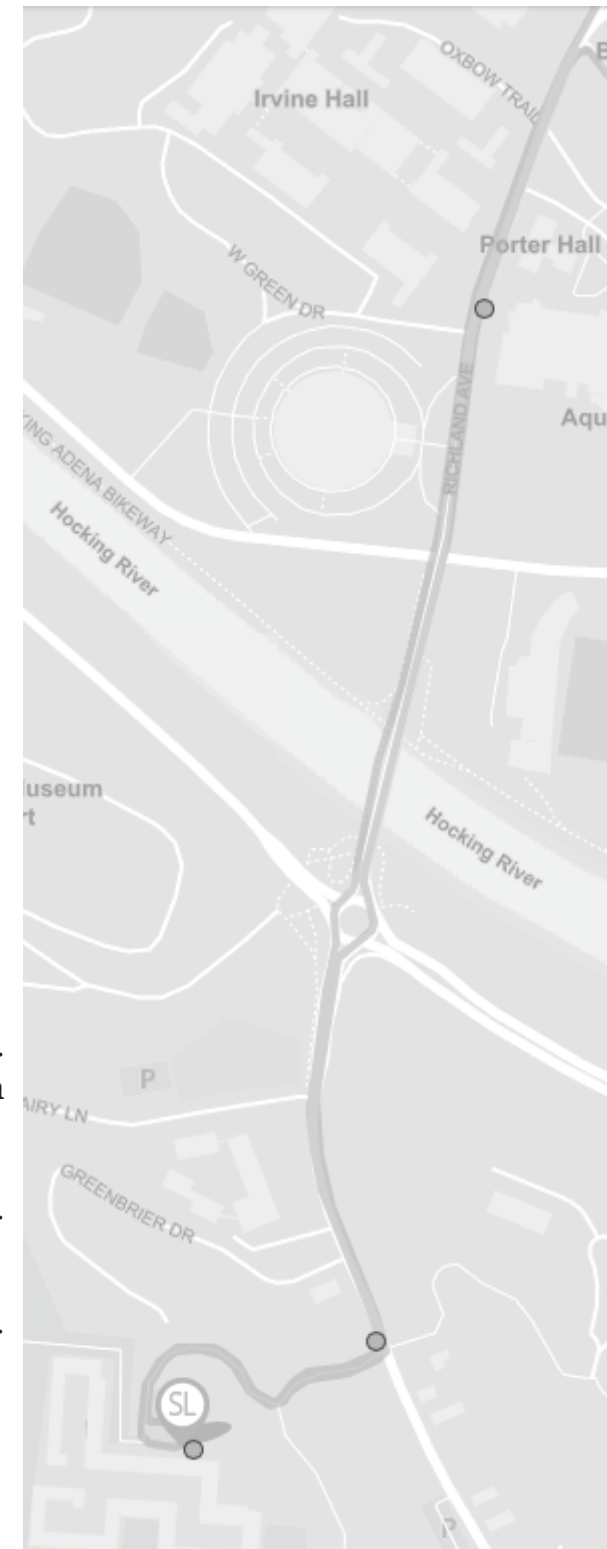 OXBOW TRAIL
Irvine Hall
Porter Hall
W GREEN DR
RICHLAND AVE
Aqu
KING ADENA BIKEWAY
Hocking River
useum
rt
Hocking River
P
AIRY LN
GREENBRIER DR
SL
P